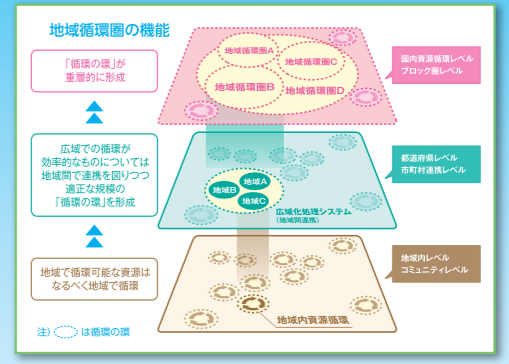 地域循環圏の機能
「循環の環」が
重層的に形成
地域循環圏A
地域循環圏C
地域循環圏B
地域循環圏D
国内資源循環レベル
ブロック圏レベル
広域での循環が
効率的なものについては
地域間で連携を図りつつ
適正な規模の
「循環の環」を形成
地域A
地域B
地域C
広域化処理システム
(地域間連携)
都道府県レベル
市町村連携レベル
地域で循環可能な資源は
なるべく地域で循環
地域内資源循環
地域内レベル
コミュニティレベル
注) は循環の環